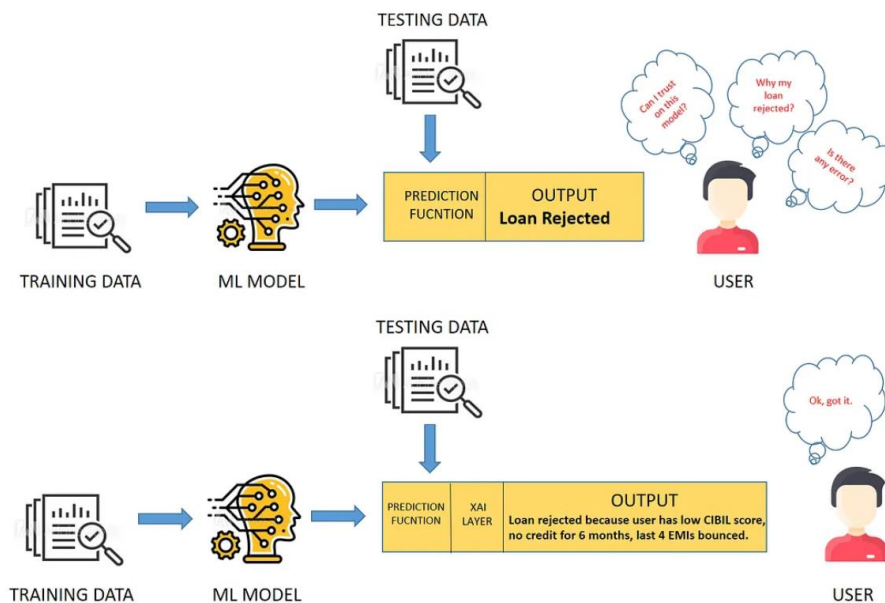 TESTING DATA
Can I trust
on this
model?
Why my
loan
rejected?
Is there
any error?
PREDICTION
FUCNTION
OUTPUT
Loan Rejected
TRAINING DATA
ML MODEL
USER
TESTING DATA
Ok, got it.
PREDICTION
FUCNTION
XAI
LAYER
OUTPUT
Loan rejected because user has low CIBIL score,
no credit for 6 months, last 4 EMIs bounced.
TRAINING DATA
ML MODEL
USER